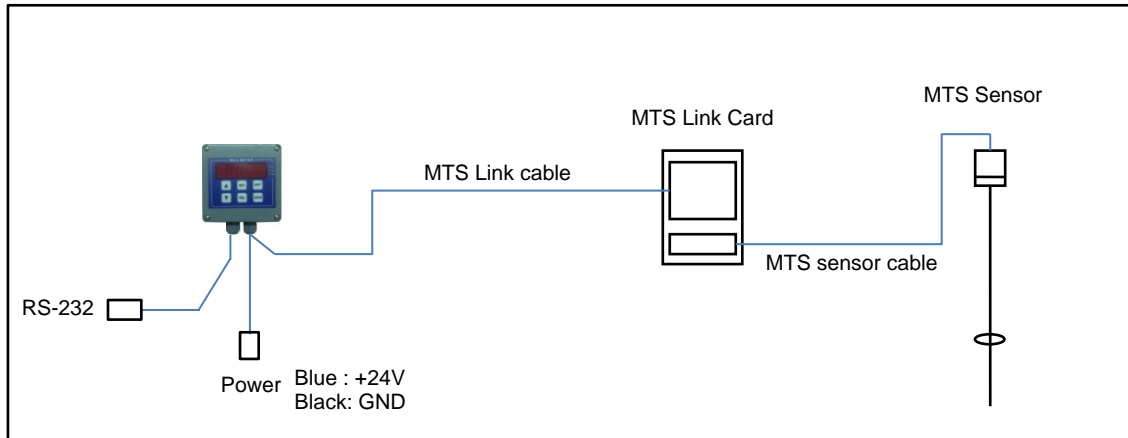 MTS Sensor
MTS Link Card
MTS Link cable
MTS sensor cable
RS-232
Power
Blue : +24V
Black: GND